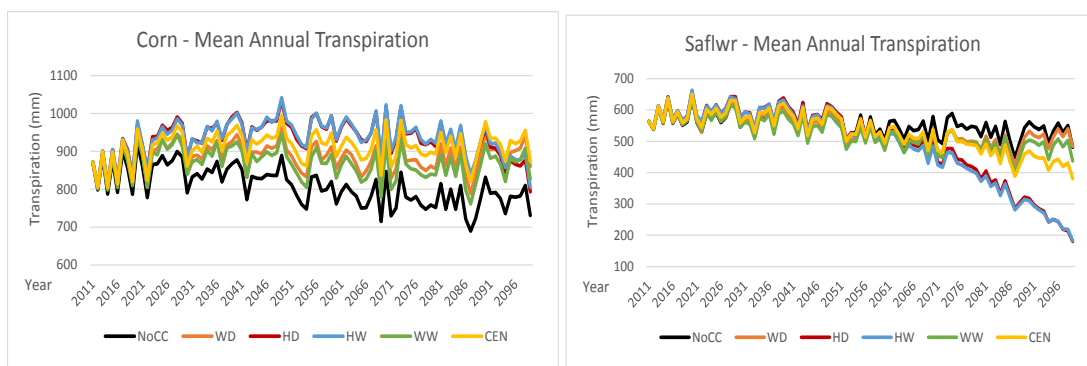 Corn - Mean Annual Transpiration
Transpiration (mm)
1100
1000
900
800
700
600
Year
2011 2016 2021 2026 2031 2036 2041 2046 2051 2056 2061 2066 2071 2076 2081 2086 2091 2096
NoCC WD HD HW WW CEN
Saflwr - Mean Annual Transpiration
Transpiration (mm)
700
600
500
400
300
200
100
Year
2011 2016 2021 2026 2031 2036 2041 2046 2051 2056 2061 2066 2071 2076 2081 2086 2091 2096
NoCC WD HD HW WW CEN